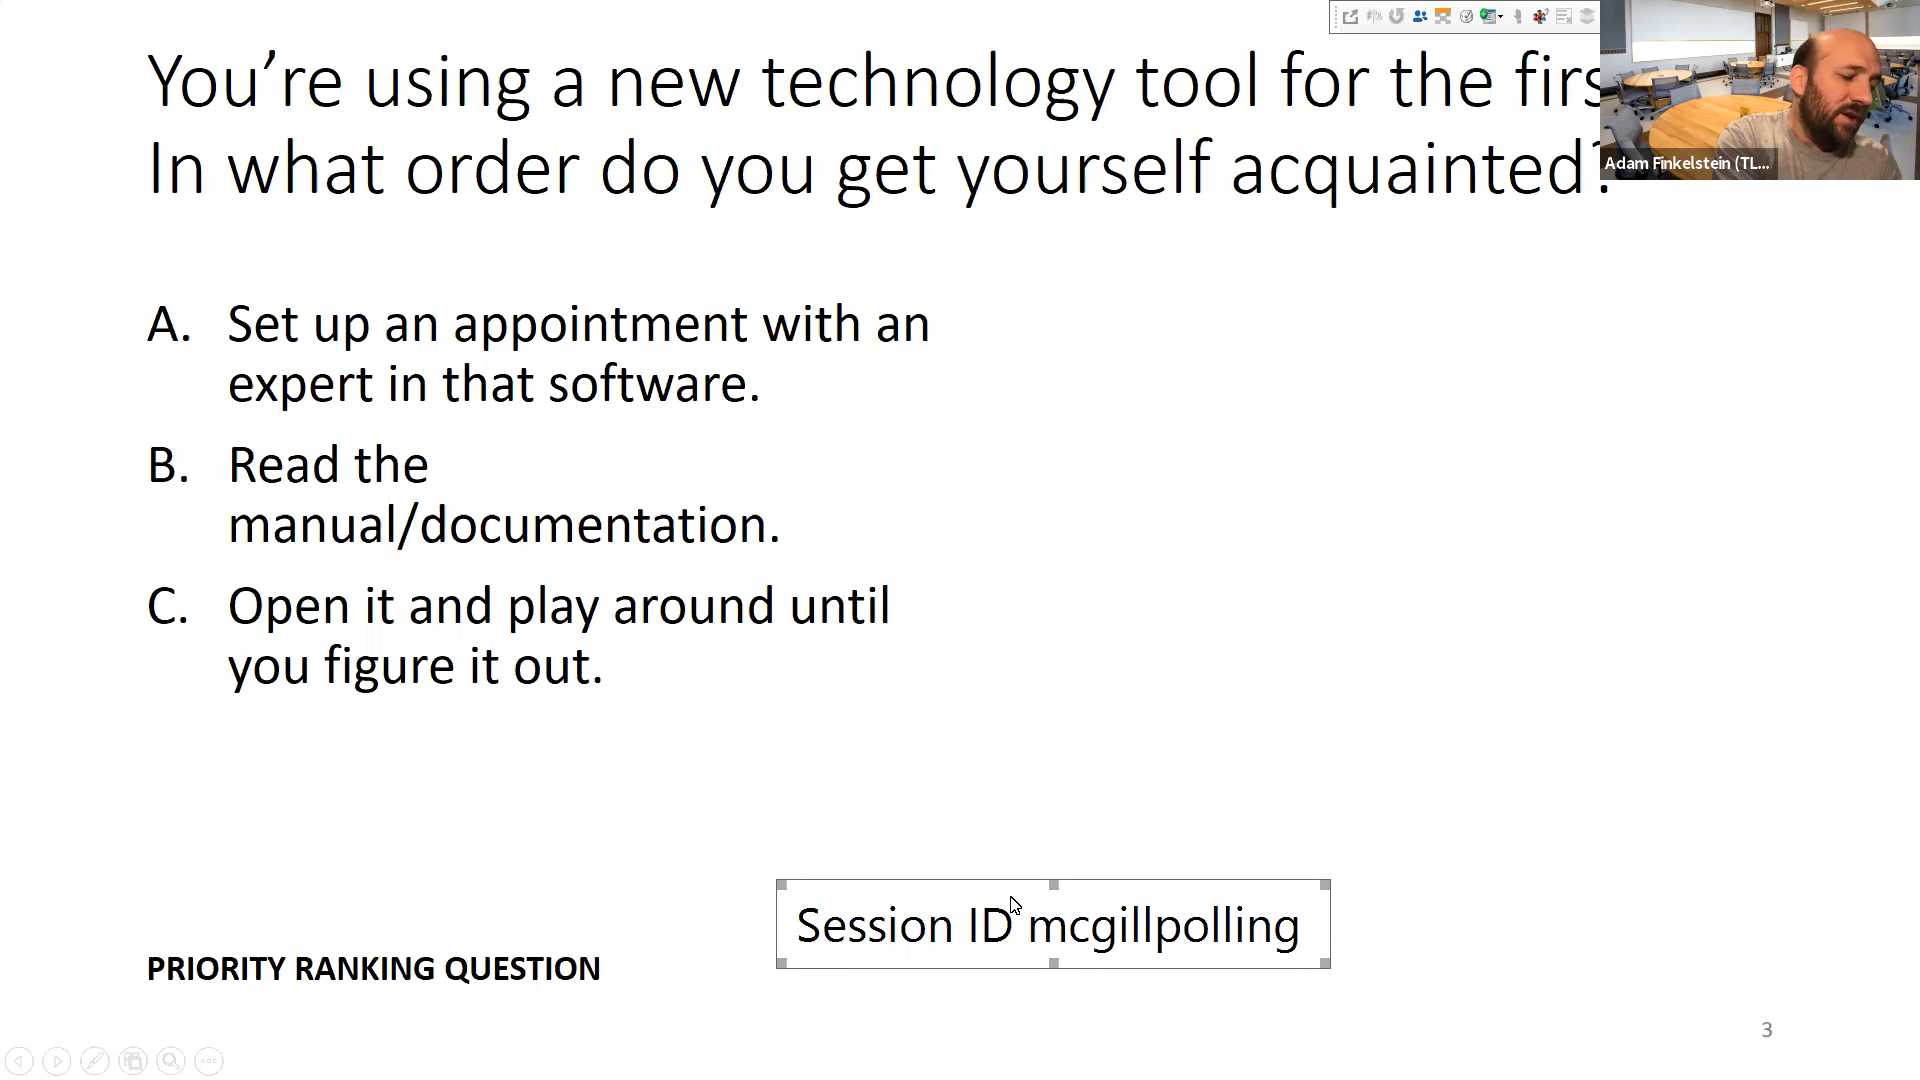 You’re using a new technology tool for the firs
In what order do you get yourself acquainted?
Adam Finkelstein (TL...
A. Set up an appointment with an
expert in that software.
B. Read the
manual/documentation.
C. Open it and play around until
you figure it out.
Session ID mcgillpolling
PRIORITY RANKING QUESTION
3